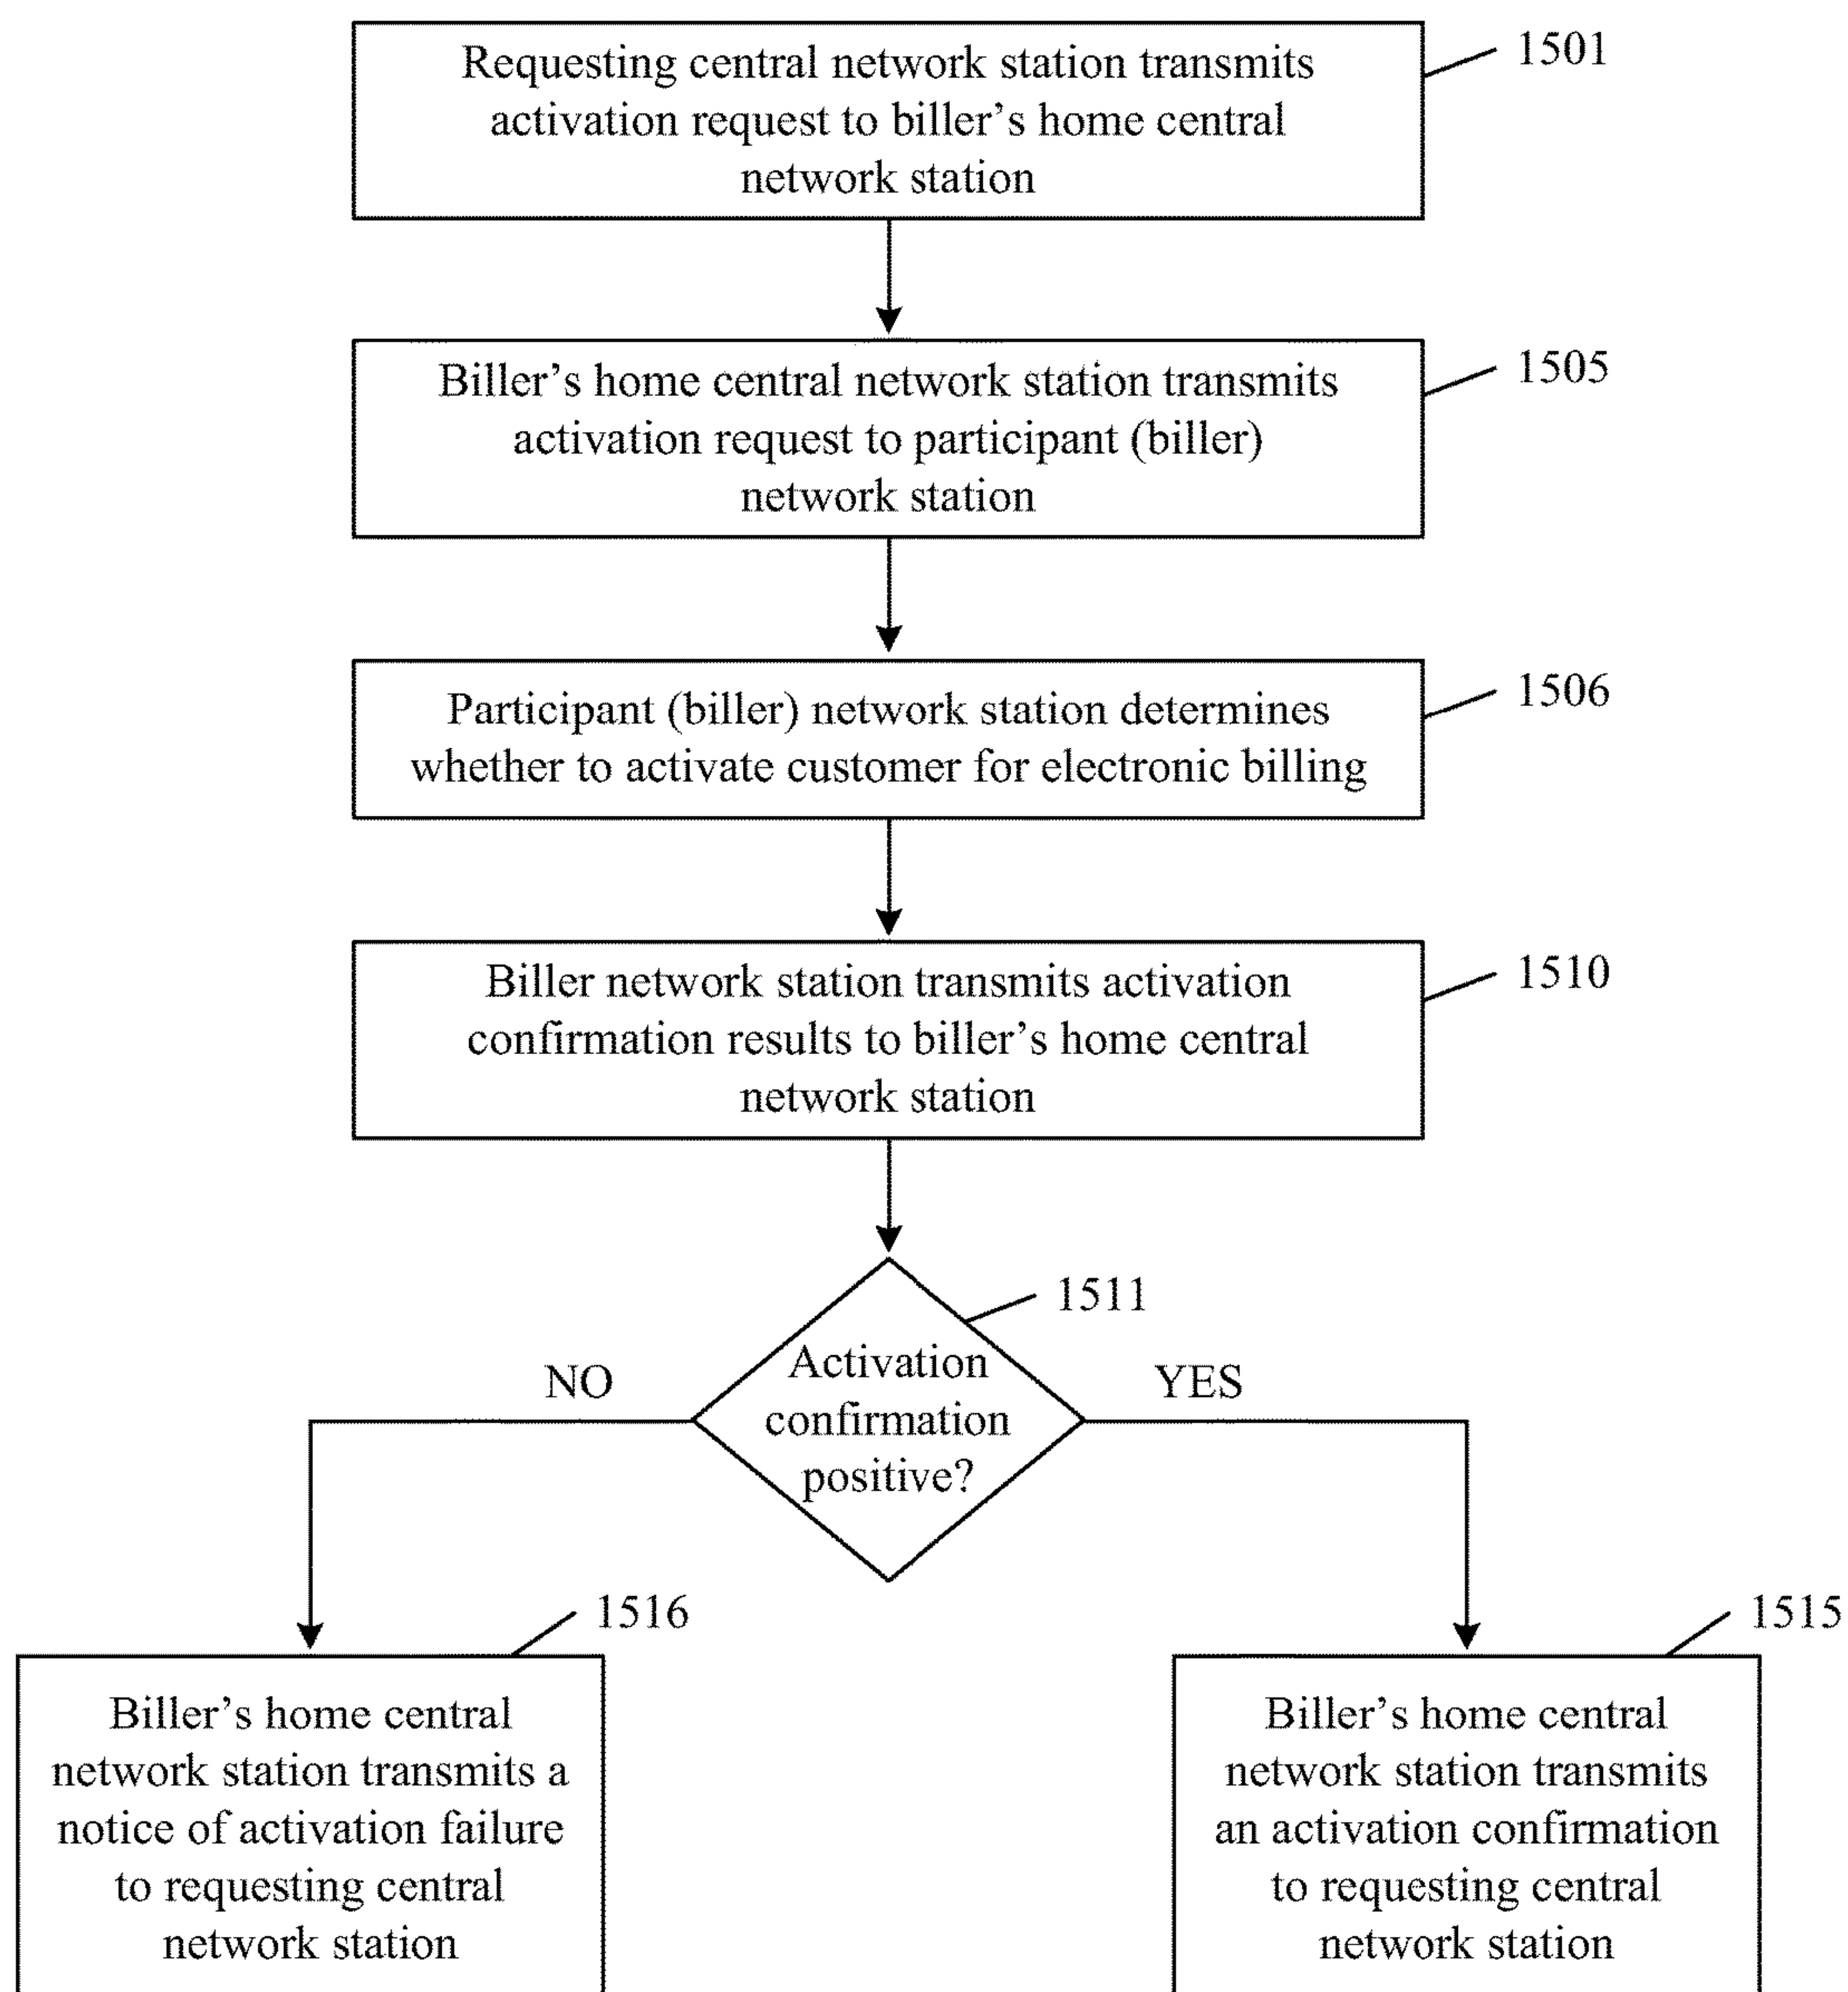 Requesting central network station transmits
activation request to biller's home central
network station
1501
Biller's home central network station transmits
activation request to participant (biller)
network station
1505
Participant (biller) network station determines
whether to activate customer for electronic billing
1506
Biller network station transmits activation
confirmation results to biller's home central
network station
1510
1511
Activation
confirmation
positive?
NO
YES
1516
Biller's home central
network station transmits a
notice of activation failure
to requesting central
network station
1515
Biller's home central
network station transmits
an activation confirmation
to requesting central
network station